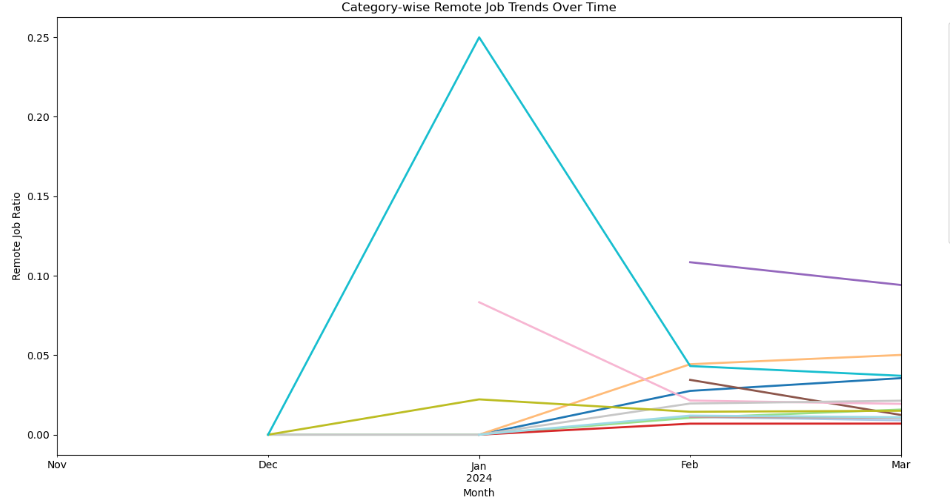 Category-wise Remote Job Trends Over Time
0.25
0.20
0.15
0.10
0.05
0.00
Remote Job Ratio
Nov
Dec
Jan
2024
Feb
Mar
Month